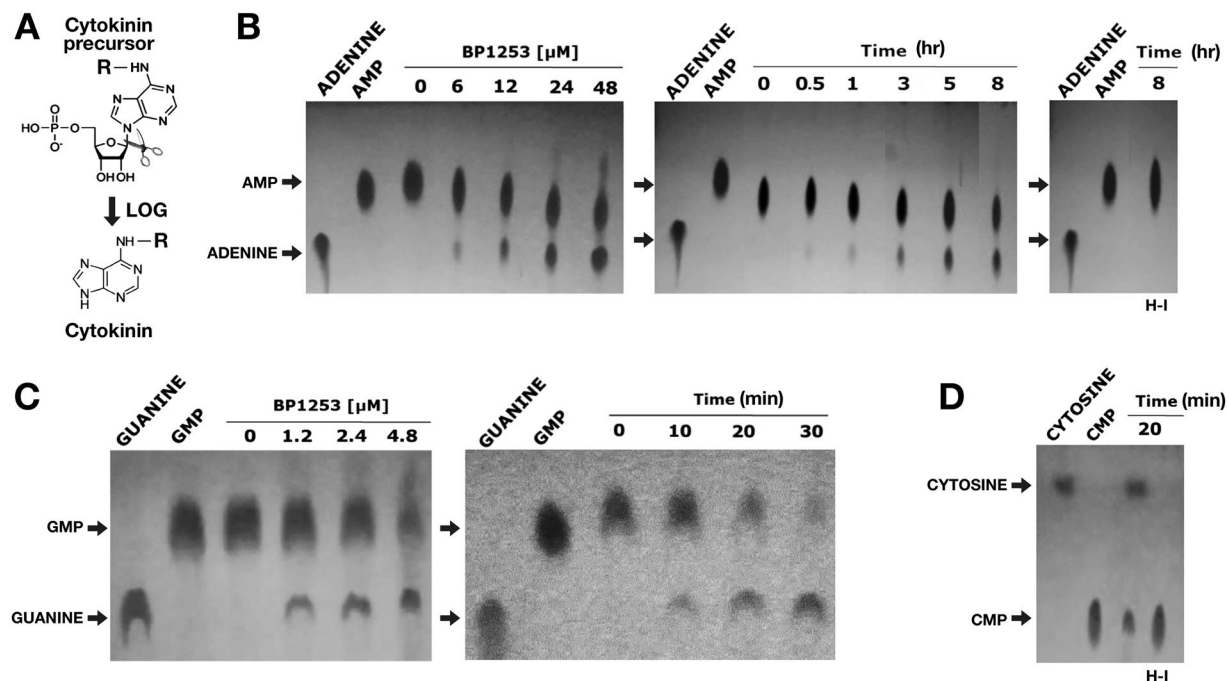 A
Cytokinin
precursor
R—HN
N
N
N
N
O
HO-P-O
O-
O
OH OH
LOG
NH—R
N
N
N
N
H
Cytokinin
B
ADENINE
AMP
BP1253 [µM]
0 6 12 24 48
AMP
ADENINE
ADENINE
AMP
Time (hr)
0 0.5 1 3 5 8
ADENINE
AMP
Time (hr)
8
H-I
C
GUANINE
GMP
BP1253 [µM]
0 1.2 2.4 4.8
GMP
GUANINE
GUANINE
GMP
Time (min)
0 10 20 30
D
CYTOSINE
CMP
Time (min)
20
CYTOSINE
CMP
H-I